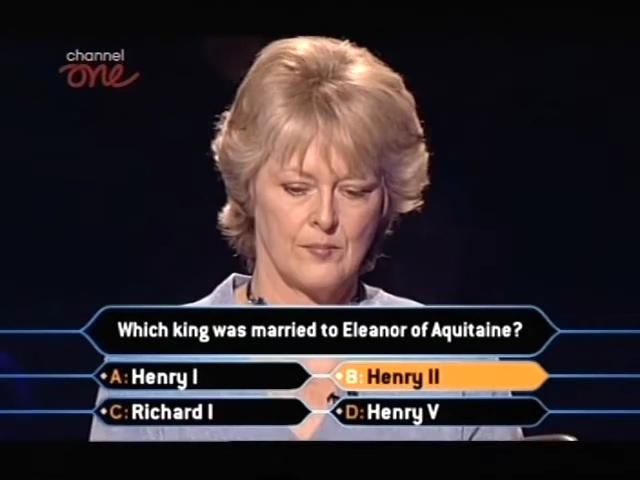 channel
one
Which king was married to Eleanor of Aquitaine?
A: Henry I
B: Henry II
C: Richard I
D: Henry V